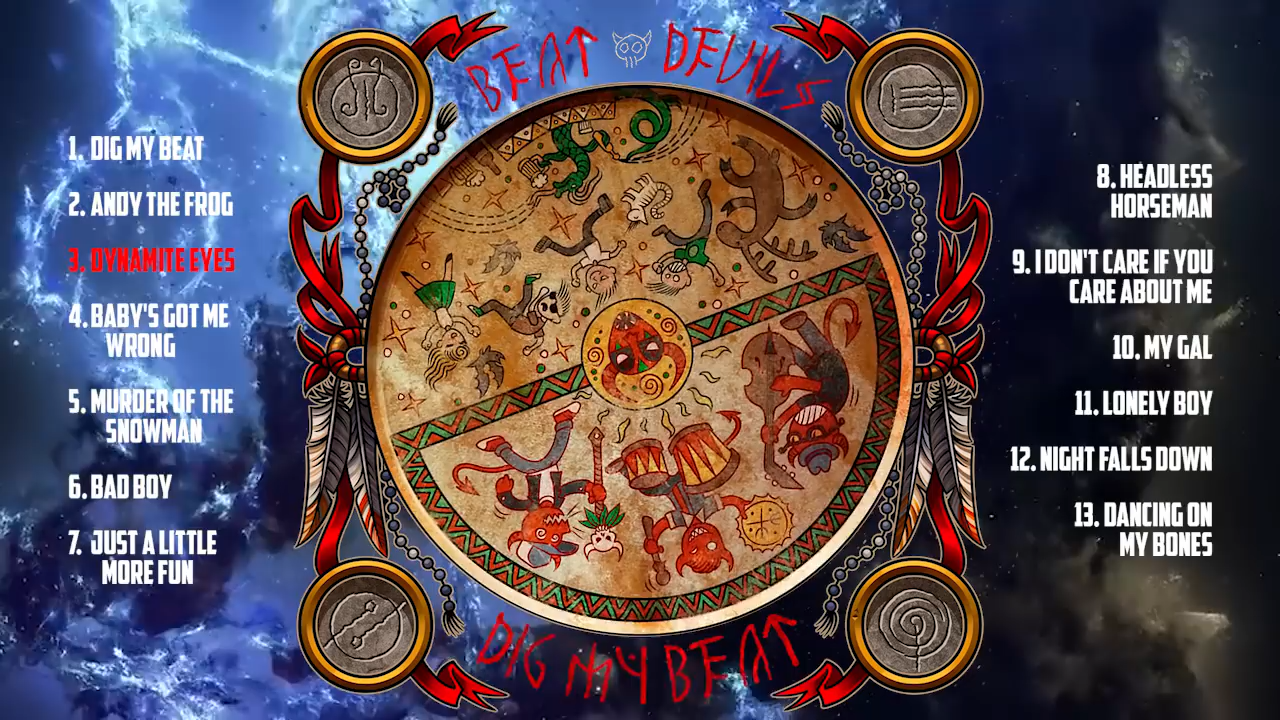 BEAT DEVILS
1. DIG MY BEAT
2. ANDY THE FROG
3. DYNAMITE EYES
4. BABY'S GOT ME
WRONG
5. MURDER OF THE
SNOWMAN
6. BAD BOY
7. JUST A LITTLE
MORE FUN
8. HEADLESS
HORSEMAN
9. I DON'T CARE IF YOU
CARE ABOUT ME
10. MY GAL
11. LONELY BOY
12. NIGHT FALLS DOWN
13. DANCING ON
MY BONES
DIG MY BEAT